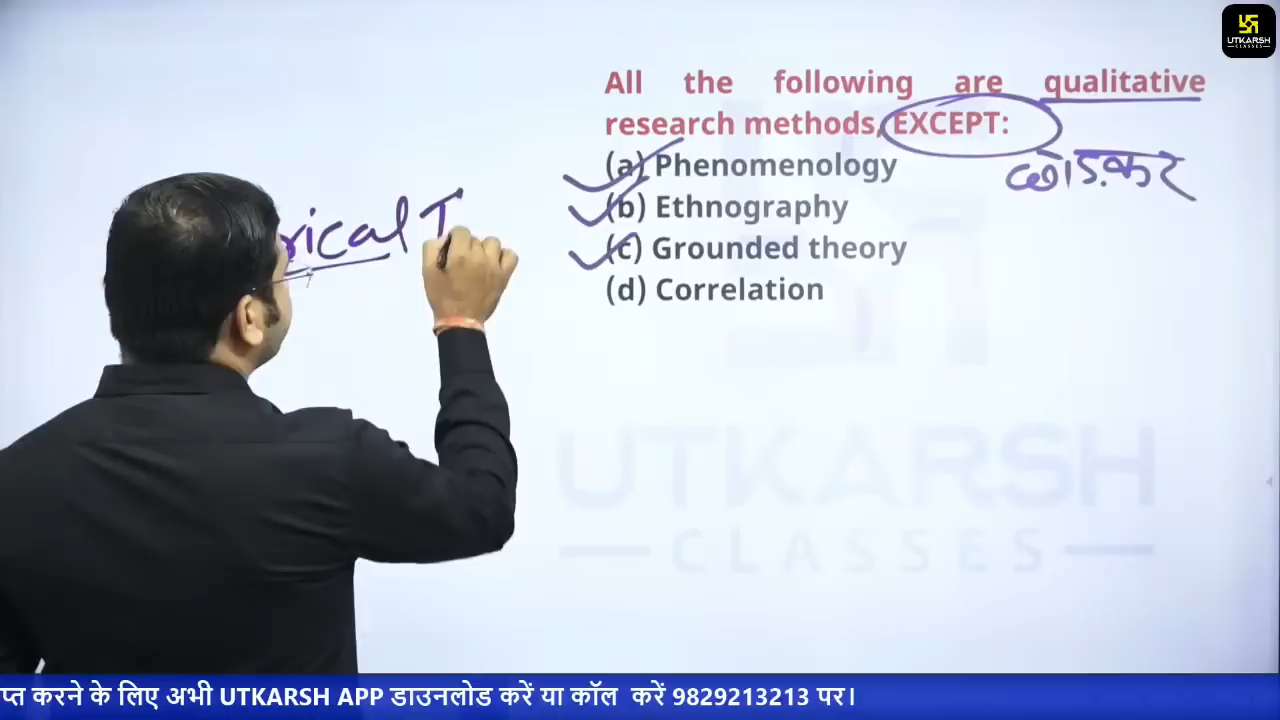 UTKARSH
CLASSES
All the following are qualitative
research methods, EXCEPT:
(a) Phenomenology
छोड़कर
(b) Ethnography
rical T
(c) Grounded theory
(d) Correlation
UTKARSH
CLASSES
प्त करने के लिए अभी UTKARSH APP डाउनलोड करें या कॉल करें 9829213213 पर।